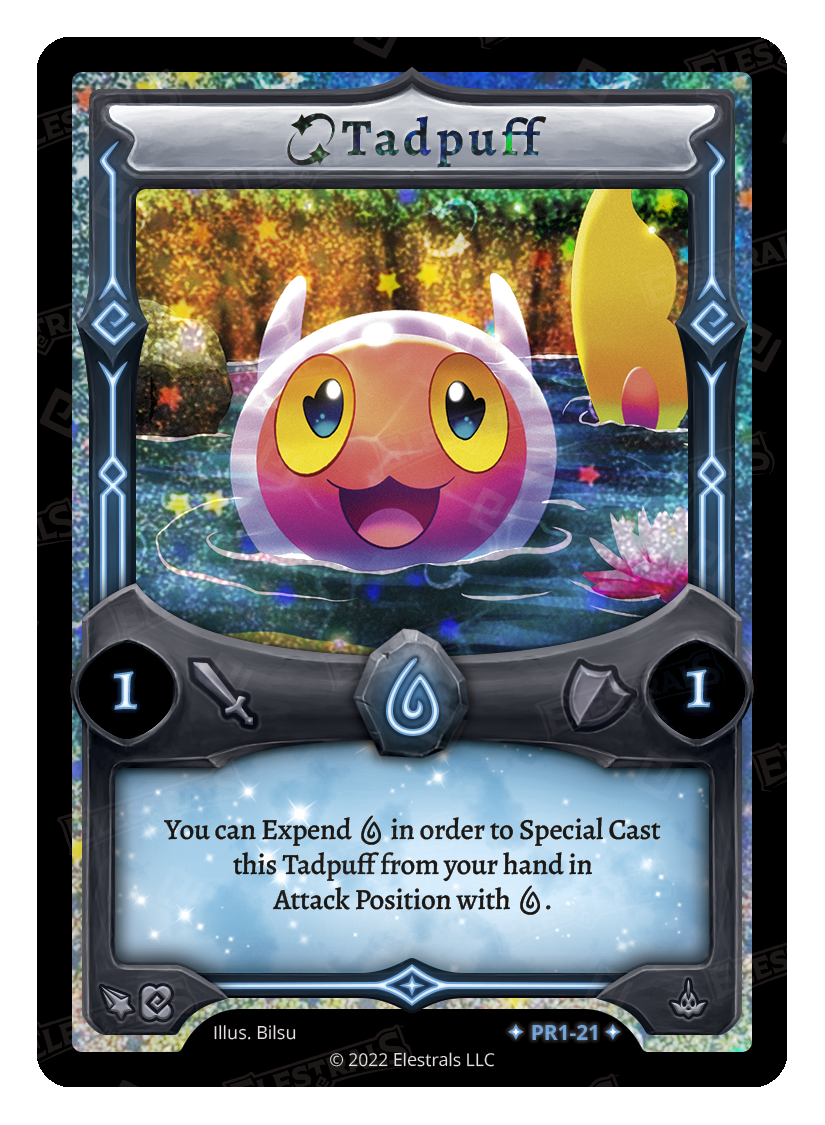 Tadpuff
1
1
You can Expend in order to Special Cast
this Tadpuff from your hand in
Attack Position with .
Illus. Bilsu
PR1-21
© 2022 Elestrals LLC